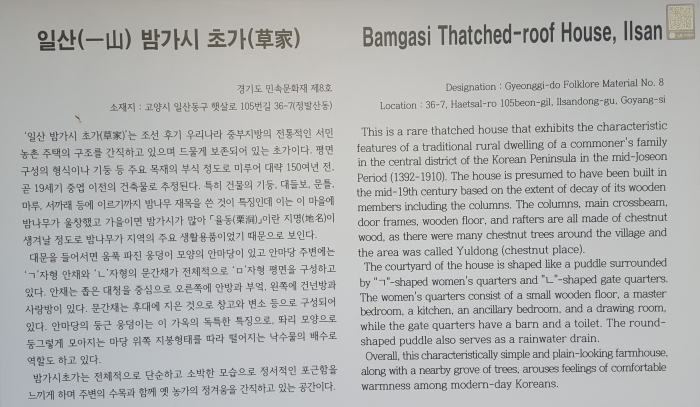 일산(一山) 밤가시 초가(草家)
경기도 민속문화재 제8호
소재지 : 고양시 일산동구 햇살로 105번길 36-7(정발산동)
'일산 밤가시 초가(草家)'는 조선 후기 우리나라 중부지방의 전통적인 서민
농촌 주택의 구조를 간직하고 있으며 드물게 보존되어 있는 초가이다. 평면
구성의 형식이나 기둥 등 주요 목재의 부식 정도로 미루어 대략 150여년 전,
곧 19세기 중엽 이전의 건축물로 추정된다. 특히 건물의 기둥, 대들보, 문틀,
마루, 서까래 등에 이르기까지 밤나무 재목을 쓴 것이 특징인데 이는 이 마을에
밤나무가 울창했고 가을이면 밤가시가 많아 「율동(栗洞)」이란 지명(地名)이
생겨날 정도로 밤나무가 지역의 주요 생활용품이었기 때문으로 보인다.
대문을 들어서면 움푹 파진 웅덩이 모양의 안마당이 있고 안마당 주변에는
'ㄱ'자형 안채와 'ㄴ'자형의 문간채가 전체적으로 'ㅁ'자형 평면을 구성하고
있다. 안채는 좁은 대청을 중심으로 오른쪽에 안방과 부엌, 왼쪽에 건넌방과
사랑방이 있다. 문간채는 후대에 지은 것으로 창고와 변소 등으로 구성되어
있다. 안마당의 둥근 웅덩이는 이 가옥의 독특한 특징으로, 똬리 모양으로
둥그렇게 모아지는 마당 위쪽 지붕형태를 따라 떨어지는 낙수물의 배수로
역할도 하고 있다.
밤가시초가는 전체적으로 단순하고 소박한 모습으로 정서적인 포근함을
느끼게 하며 주변의 수목과 함께 옛 농가의 정겨움을 간직하고 있는 공간이다.
Bamgasi Thatched-roof House, Ilsan
Designation : Gyeonggi-do Folklore Material No. 8
Location : 36-7, Haetsal-ro 105beon-gil, Ilsandong-gu, Goyang-si
This is a rare thatched house that exhibits the characteristic
features of a traditional rural dwelling of a commoner's family
in the central district of the Korean Peninsula in the mid-Joseon
Period (1392-1910). The house is presumed to have been built in
the mid-19th century based on the extent of decay of its wooden
members including the columns. The columns, main crossbeam,
door frames, wooden floor, and rafters are all made of chestnut
wood, as there were many chestnut trees around the village and
the area was called Yuldong (chestnut place).
The courtyard of the house is shaped like a puddle surrounded
by "ㄱ"-shaped women's quarters and "ㄴ"-shaped gate quarters.
The women's quarters consist of a small wooden floor, a master
bedroom, a kitchen, an ancillary bedroom, and a drawing room,
while the gate quarters have a barn and a toilet. The round-
shaped puddle also serves as a rainwater drain.
Overall, this characteristically simple and plain-looking farmhouse,
along with a nearby grove of trees, arouses feelings of comfortable
warmness among modern-day Koreans.